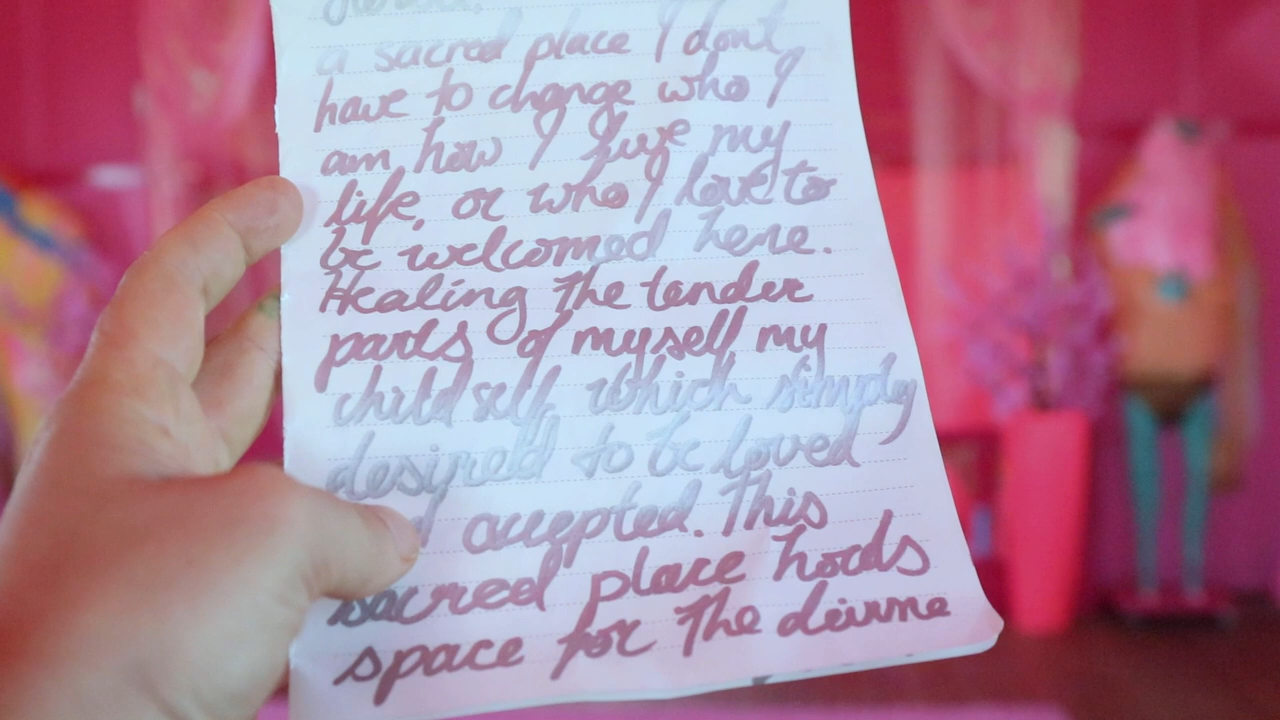 a sacred place I dont
have to change who I
am how I live my
life, or who I love to
be welcomed here.
Healing the tender
parts of myself my
child self which simply
desired to be loved
accepted. This
sacred place holds
space for the divine